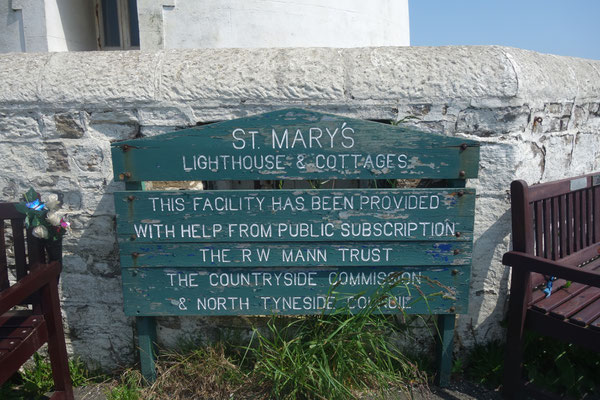 ST. MARY'S
LIGHTHOUSE & COTTAGES
THIS FACILITY HAS BEEN PROVIDED
WITH HELP FROM PUBLIC SUBSCRIPTION.
THE R W MANN TRUST
THE COUNTRYSIDE COMMISSION
& NORTH TYNESIDE COUNCIL